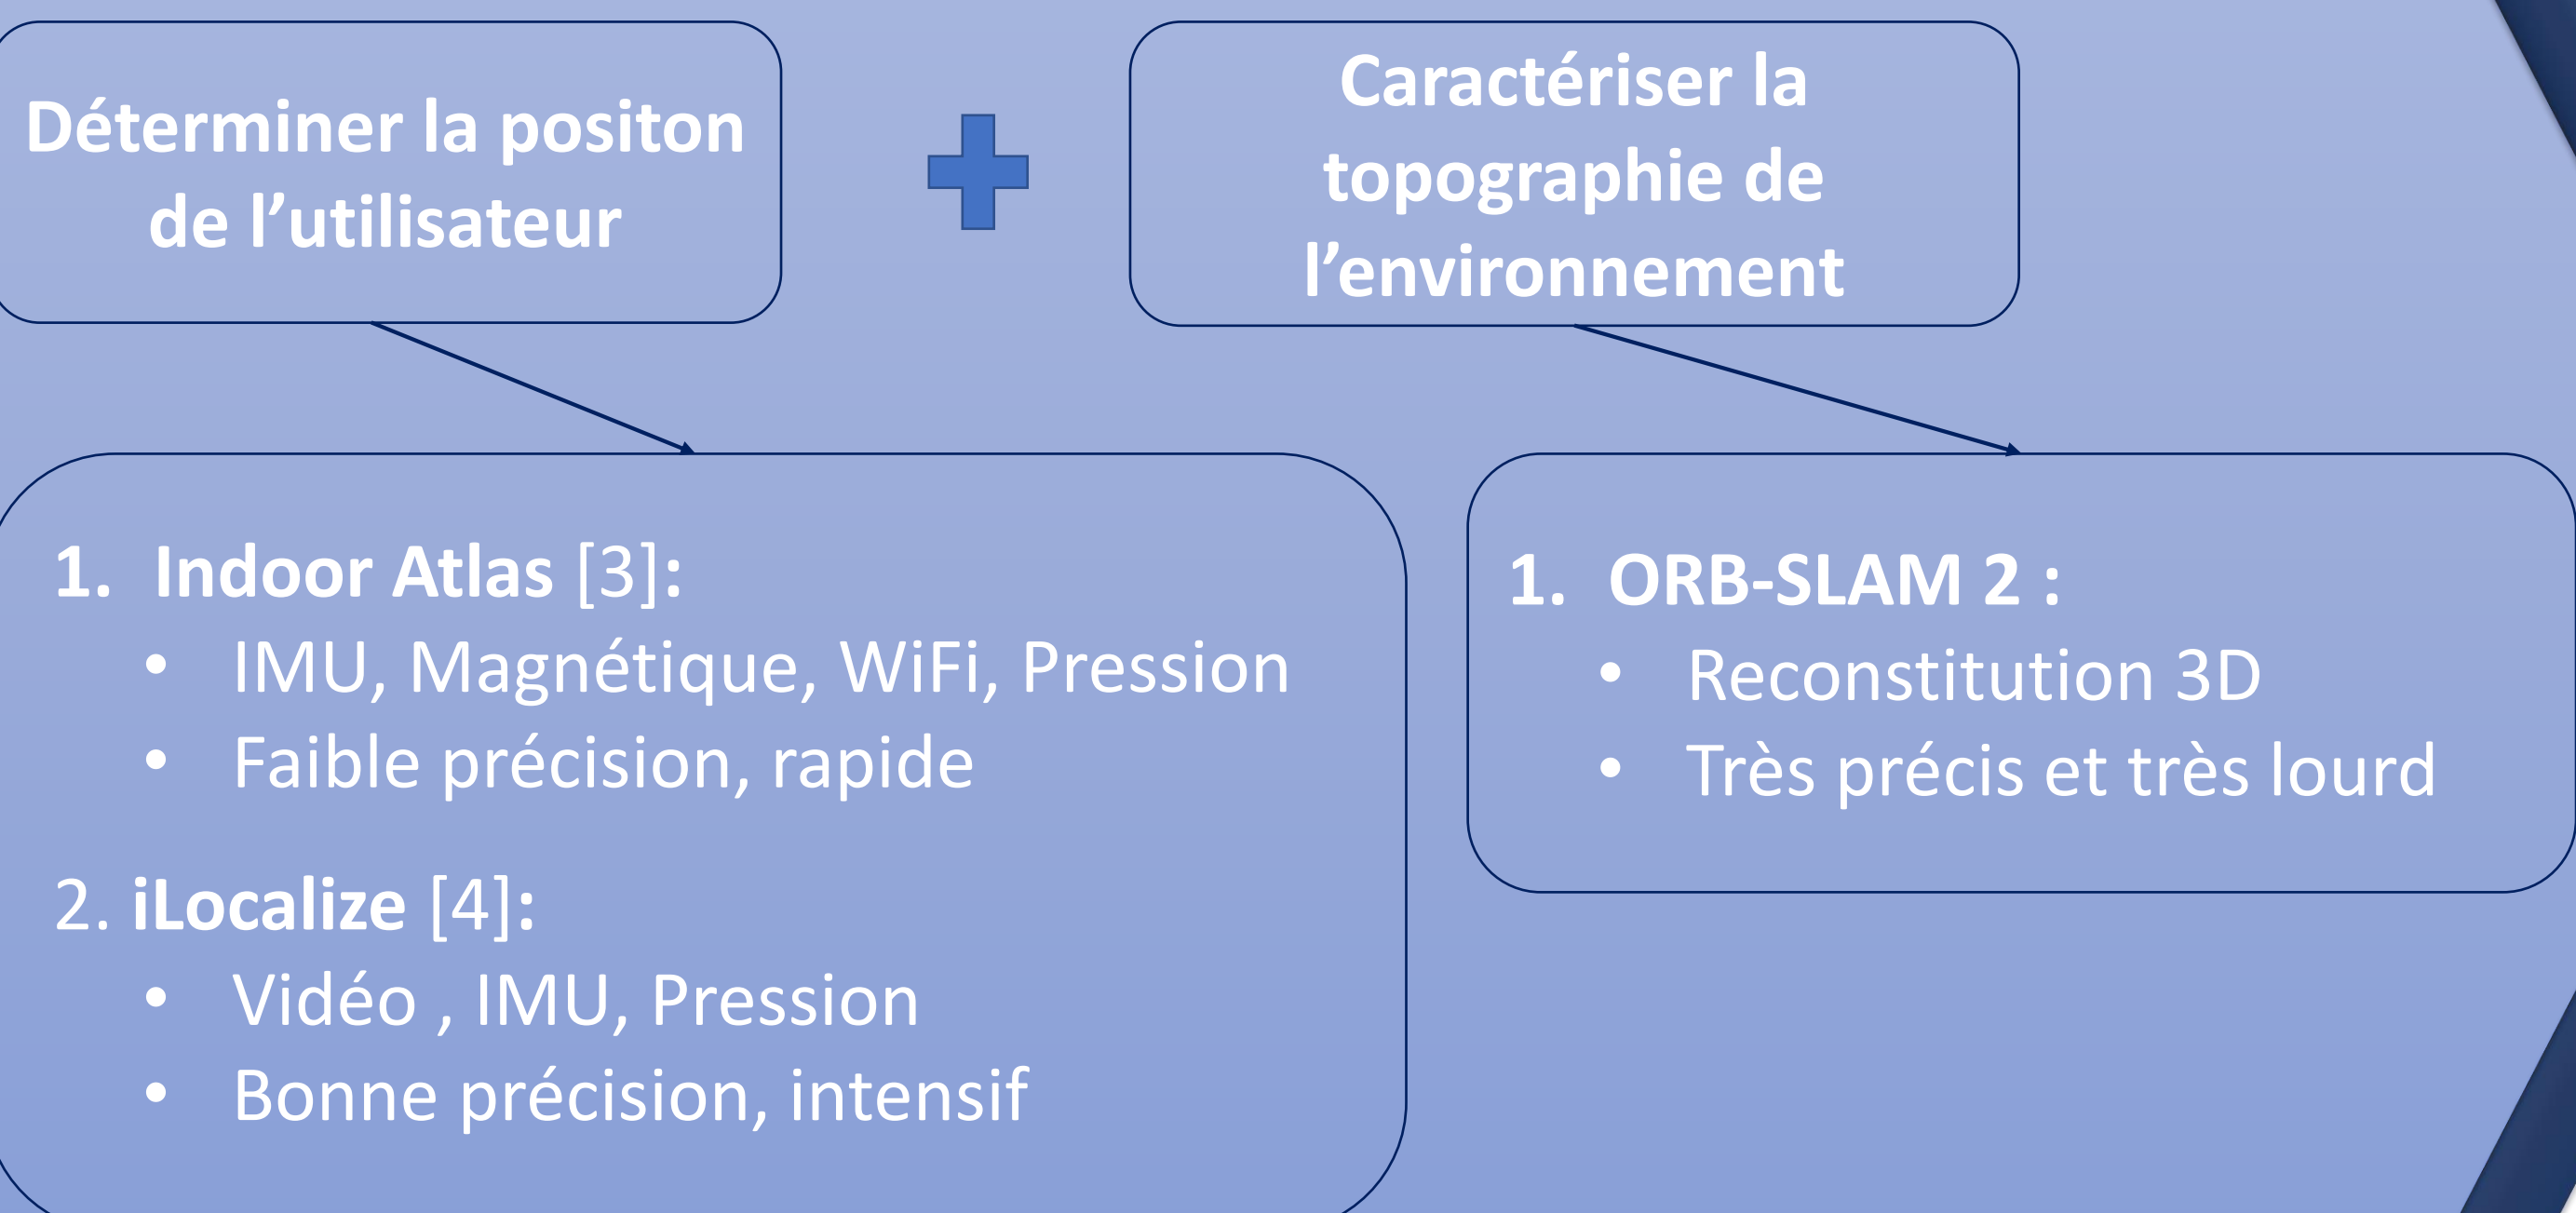 Déterminer la positon
de l’utilisateur
Caractériser la
topographie de
l’environnement
1. Indoor Atlas [3]:
• IMU, Magnétique, WiFi, Pression
• Faible précision, rapide
2. iLocalize [4]:
• Vidéo , IMU, Pression
• Bonne précision, intensif
1. ORB-SLAM 2 :
• Reconstitution 3D
• Très précis et très lourd